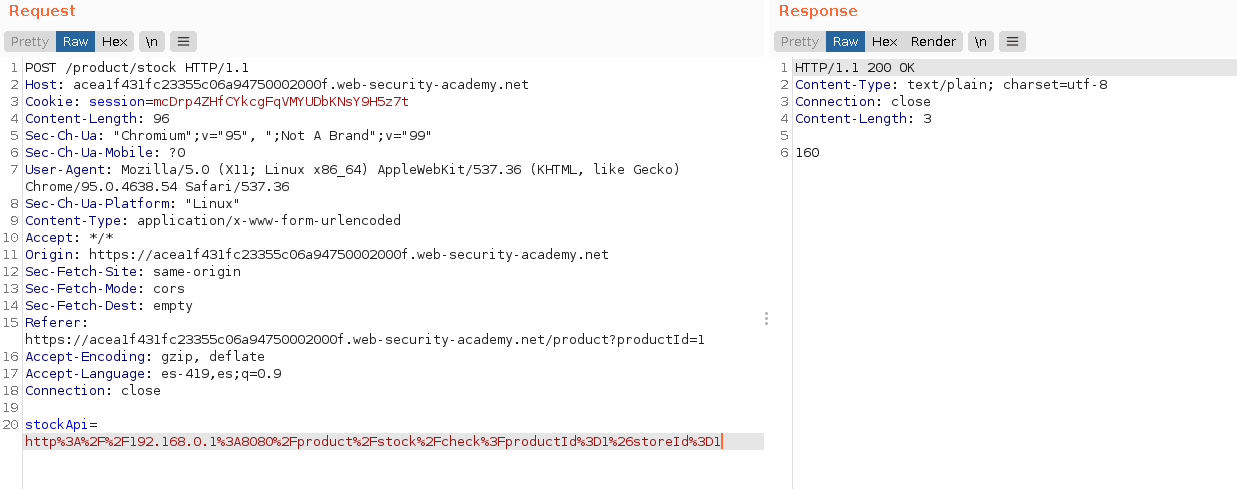 Request
Pretty Raw Hex \n
1 POST /product/stock HTTP/1.1
2 Host: acea1f431fc23355c06a94750002000f.web-security-academy.net
3 Cookie: session=mcDrp4ZHfCYkcgFqVMYUDbKNsY9H5z7t
4 Content-Length: 96
5 Sec-Ch-Ua: "Chromium";v="95", ";Not A Brand";v="99"
6 Sec-Ch-Ua-Mobile: ?0
7 User-Agent: Mozilla/5.0 (X11; Linux x86_64) AppleWebKit/537.36 (KHTML, like Gecko)
Chrome/95.0.4638.54 Safari/537.36
8 Sec-Ch-Ua-Platform: "Linux"
9 Content-Type: application/x-www-form-urlencoded
10 Accept: */*
11 Origin: https://acea1f431fc23355c06a94750002000f.web-security-academy.net
12 Sec-Fetch-Site: same-origin
13 Sec-Fetch-Mode: cors
14 Sec-Fetch-Dest: empty
15 Referer:
https://acea1f431fc23355c06a94750002000f.web-security-academy.net/product?productId=1
16 Accept-Encoding: gzip, deflate
17 Accept-Language: es-419,es;q=0.9
18 Connection: close
19
20 stockApi=
http%3A%2F%2F192.168.0.1%3A8080%2Fproduct%2Fstock%2Fcheck%3FproductId%3D1%26storeId%3D1
Response
Pretty Raw Hex Render \n
1 HTTP/1.1 200 OK
2 Content-Type: text/plain; charset=utf-8
3 Connection: close
4 Content-Length: 3
5
6 160